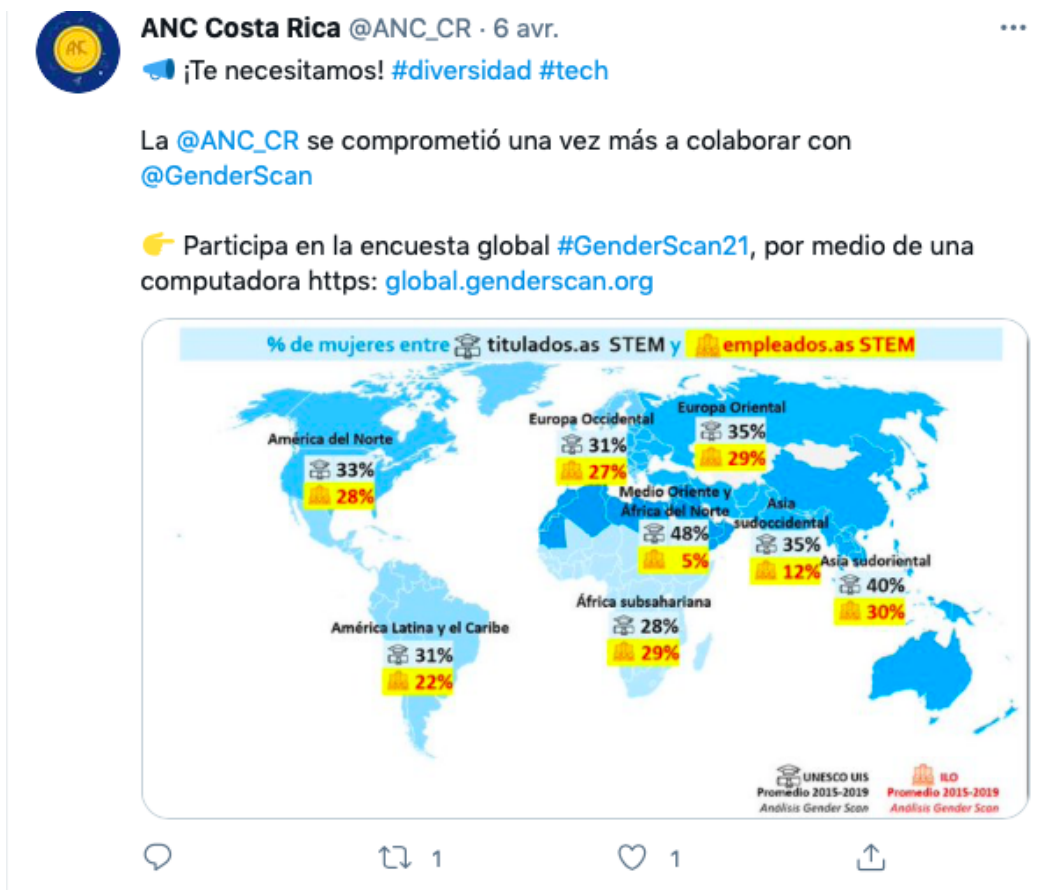 ANC Costa Rica @ANC_CR · 6 avr.
¡Te necesitamos! #diversidad #tech
La @ANC_CR se comprometió una vez más a colaborar con
@GenderScan
Participa en la encuesta global #GenderScan21, por medio de una
computadora https: global.genderscan.org
% de mujeres entre titulados.as STEM y empleados.as STEM
América del Norte
33%
28%
Europa Occidental
31%
27%
Europa Oriental
35%
29%
Medio Oriente y
África del Norte
48%
5%
Asia
sudoccidental
35%
12%
Asia sudoriental
40%
30%
África subsahariana
28%
29%
América Latina y el Caribe
31%
22%
UNESCO UIS
Promedio 2015-2019
Análisis Gender Scan
ILO
Promedio 2015-2019
Análisis Gender Scan
1
1